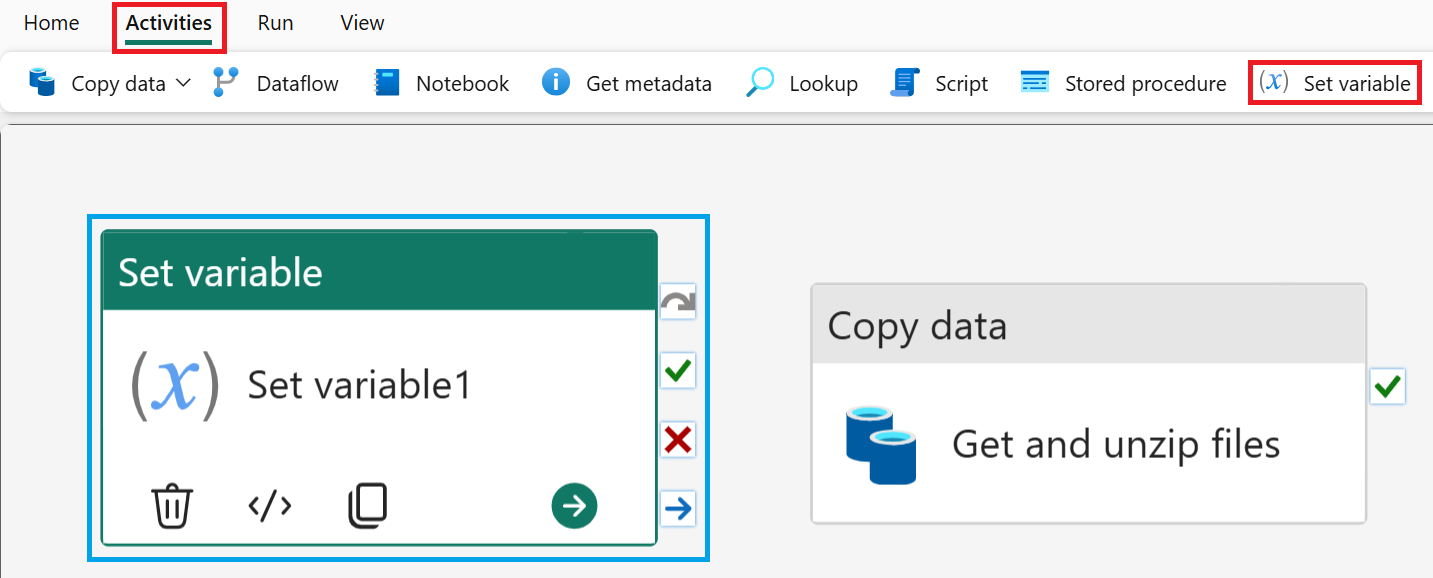 Home Activities Run View
Copy data Dataflow Notebook Get metadata Lookup Script Stored procedure (x) Set variable
Set variable
(x) Set variable1
</>
Copy data
Get and unzip files